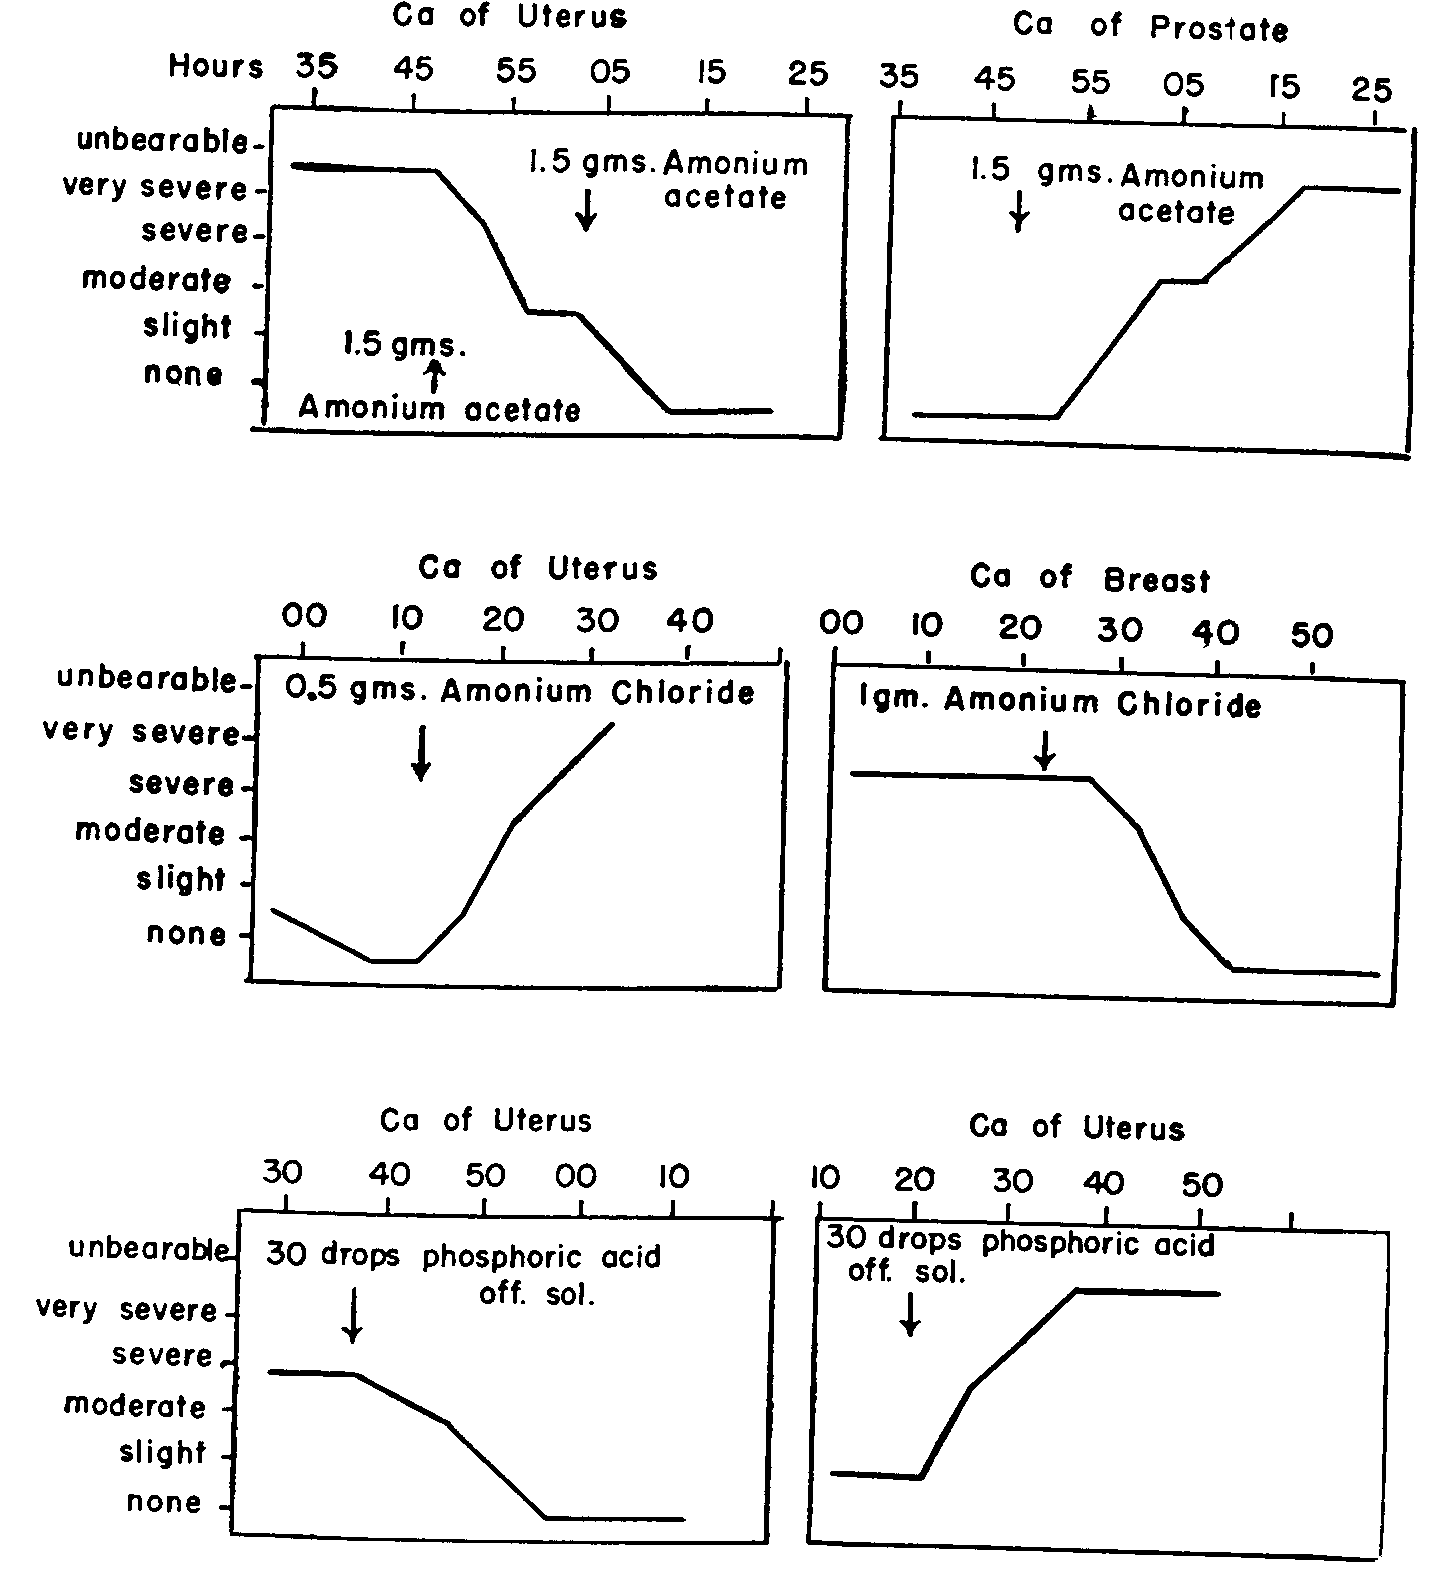 Ca of Uterus
Hours 35 45 55 05 15 25
unbearable
very severe
severe
moderate
slight
none
1.5 gms. Amonium
acetate
1.5 gms.
Amonium acetate
Ca of Prostate
35 45 55 05 15 25
1.5 gms. Amonium
acetate
Ca of Uterus
00 10 20 30 40
unbearable
very severe
severe
moderate
slight
none
0.5 gms. Amonium Chloride
Ca of Breast
00 10 20 30 40 50
1gm. Amonium Chloride
Ca of Uterus
30 40 50 00 10
unbearable
very severe
severe
moderate
slight
none
30 drops phosphoric acid
off. sol.
Ca of Uterus
10 20 30 40 50
30 drops phosphoric acid
off. sol.